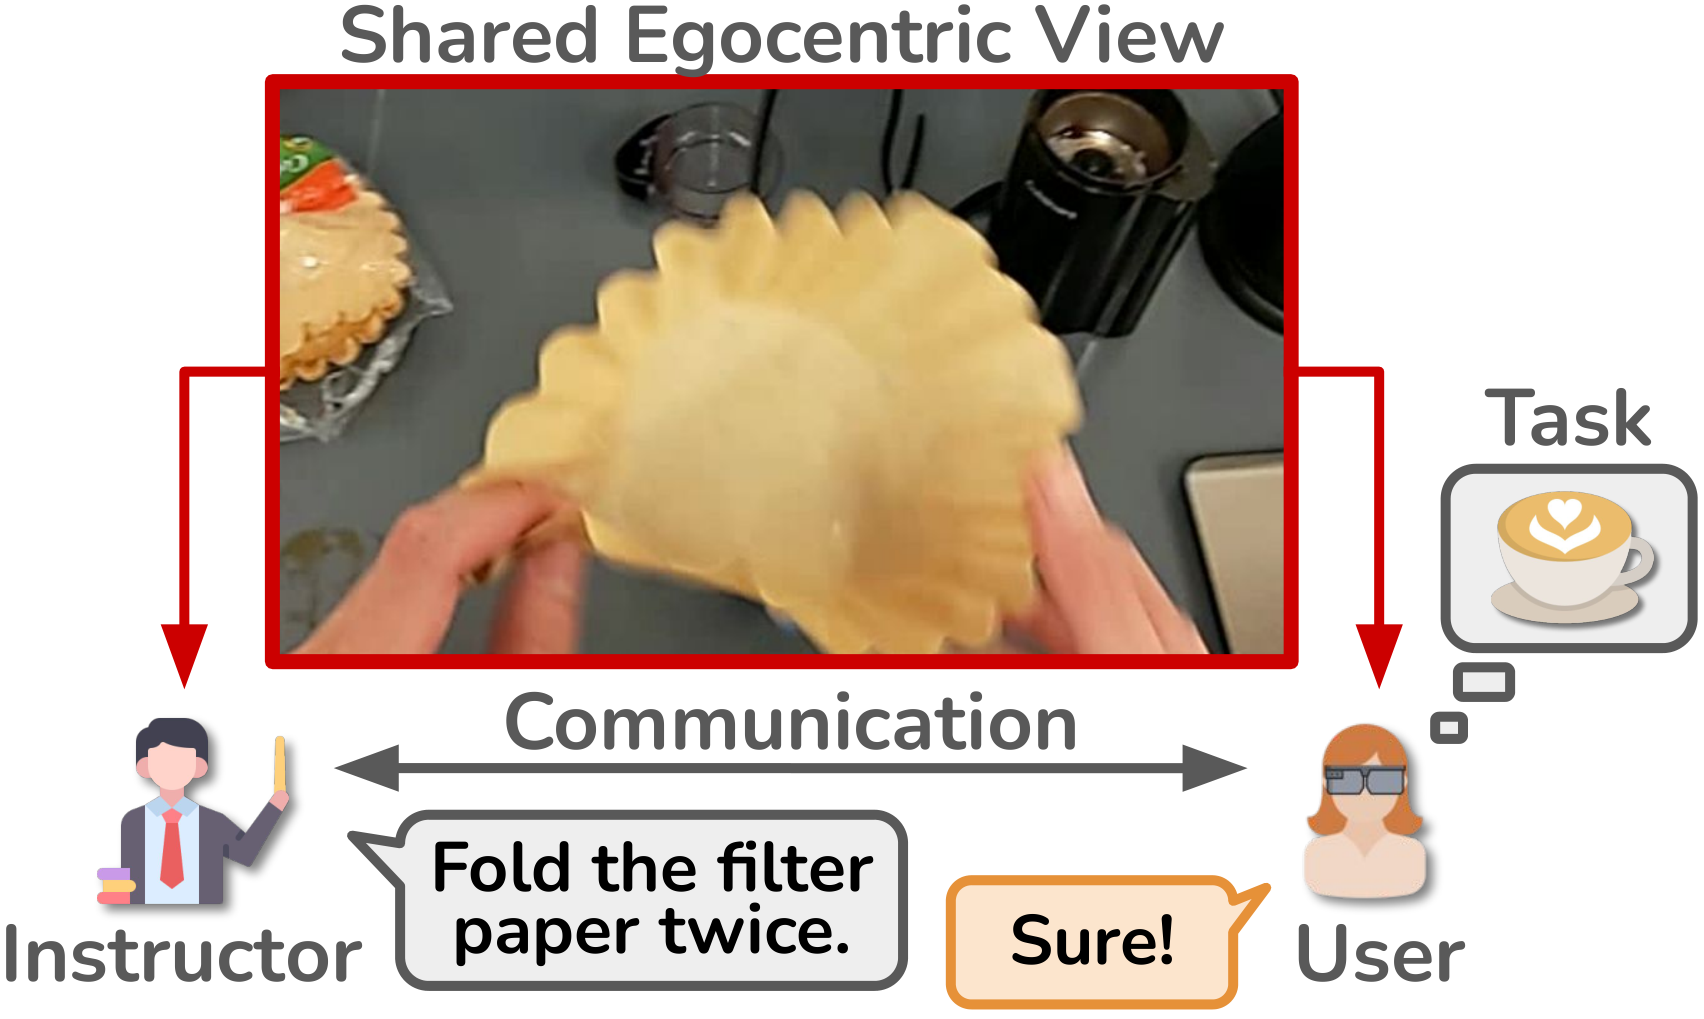 Shared Egocentric View
Task
Communication
Fold the filter
paper twice.
Sure!
Instructor
User